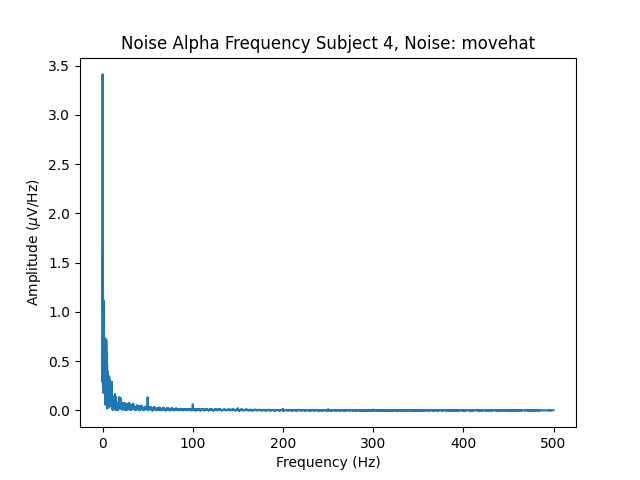 Noise Alpha Frequency Subject 4, Noise: movehat
3.5
3.0
2.5
2.0
1.5
1.0
0.5
0.0
Amplitude (μV/Hz)
0 100 200 300 400 500
Frequency (Hz)